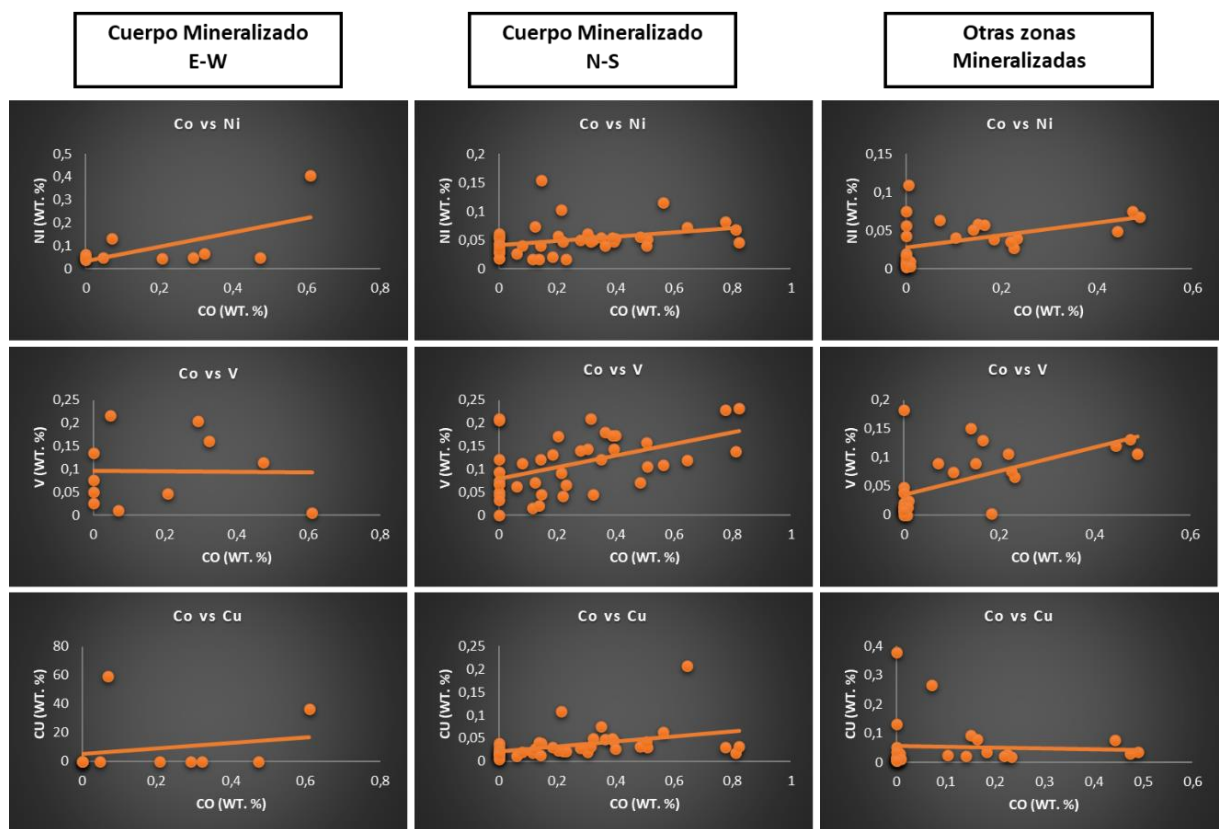 Cuerpo Mineralizado
E-W
Cuerpo Mineralizado
N-S
Otras zonas
Mineralizadas
Co vs Ni
NI (WT. %)
0,5
0,4
0,3
0,2
0,1
0
0 0,2 0,4 0,6 0,8
CO (WT. %)
Co vs Ni
NI (WT. %)
0,2
0,15
0,1
0,05
0
0 0,2 0,4 0,6 0,8 1
CO (WT. %)
Co vs Ni
NI (WT. %)
0,15
0,1
0,05
0
0 0,2 0,4 0,6
CO (WT. %)
Co vs V
V (WT. %)
0,25
0,2
0,15
0,1
0,05
0
0 0,2 0,4 0,6 0,8
CO (WT. %)
Co vs V
V (WT. %)
0,25
0,2
0,15
0,1
0,05
0
0 0,2 0,4 0,6 0,8 1
CO (WT. %)
Co vs V
V (WT. %)
0,2
0,15
0,1
0,05
0
0 0,2 0,4 0,6
CO (WT. %)
Co vs Cu
CU (WT. %)
80
60
40
20
0
0 0,2 0,4 0,6 0,8
CO (WT. %)
Co vs Cu
CU (WT. %)
0,25
0,2
0,15
0,1
0,05
0
0 0,2 0,4 0,6 0,8 1
CO (WT. %)
Co vs Cu
CU (WT. %)
0,4
0,3
0,2
0,1
0
0 0,1 0,2 0,3 0,4 0,5 0,6
CO (WT. %)